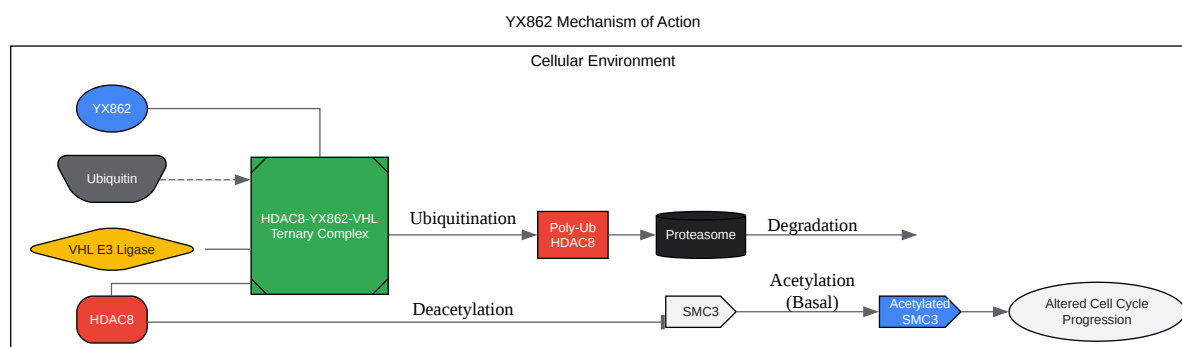 YX862 Mechanism of Action
Cellular Environment
YX862
Ubiquitin
HDAC8-YX862-VHL
Ternary Complex
Ubiquitination
Poly-Ub
HDAC8
Proteasome
Degradation
VHL E3 Ligase
HDAC8
Deacetylation
SMC3
Acetylation
(Basal)
Acetylated
SMC3
Altered Cell Cycle
Progression